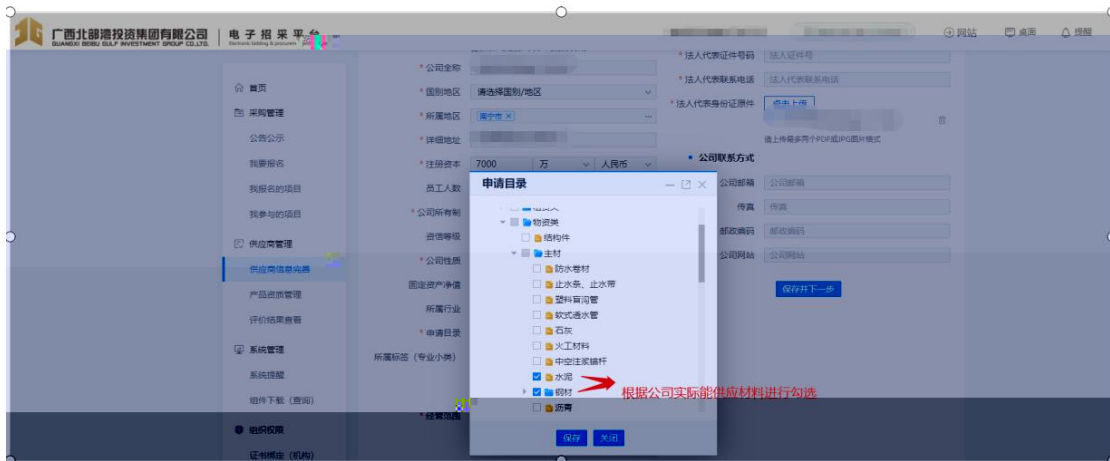 广西北部湾投资集团有限公司
GUANGXI BEIBU GULF INVESTMENT GROUP CO.,LTD.
电子招采平台
网站
桌面
提醒
首页
采购管理
公告公示
我要报名
我报名的项目
我参与的项目
供应商管理
供应商信息完善
产品资质管理
评价结果查看
系统管理
系统提醒
组件下载（查询）
组织权限
证书绑定（机构）
* 公司全称
* 国别地区 请选择国别/地区
* 所属地区 南宁市 ×
* 详细地址
* 注册资本 7000 万 人民币
员工人数
* 公司所有制
资信等级
* 公司性质
固定资产净值
所属行业
* 申请目录
所属标签（专业小类）
* 经营范围
* 法人代表证件号码 法人证件号
* 法人代表联系电话 法人代表联系电话
* 法人代表身份证原件 点击上传
请上传最多两个PDF或JPG图片格式
• 公司联系方式
公司邮箱 公司邮箱
传真 传真
邮政编码 邮政编码
公司网站 公司网站
保存并下一步
申请目录
物资类
结构件
主材
防水卷材
止水条、止水带
塑料盲沟管
软式透水管
石灰
火工材料
中空注浆锚杆
水泥
钢材
沥青
根据公司实际能供应材料进行勾选
保存 关闭